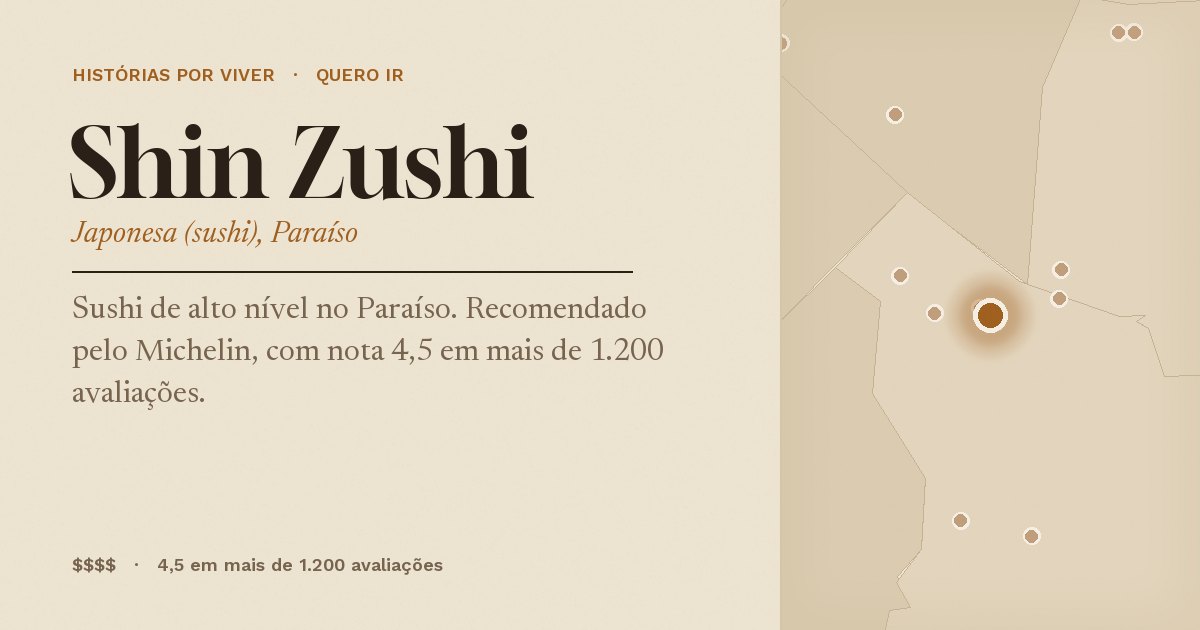 HISTÓRIAS POR VIVER · QUERO IR
Shin Zushi
Japonesa (sushi), Paraíso
Sushi de alto nível no Paraíso. Recomendado
pelo Michelin, com nota 4,5 em mais de 1.200
avaliações.
$$$$ · 4,5 em mais de 1.200 avaliações